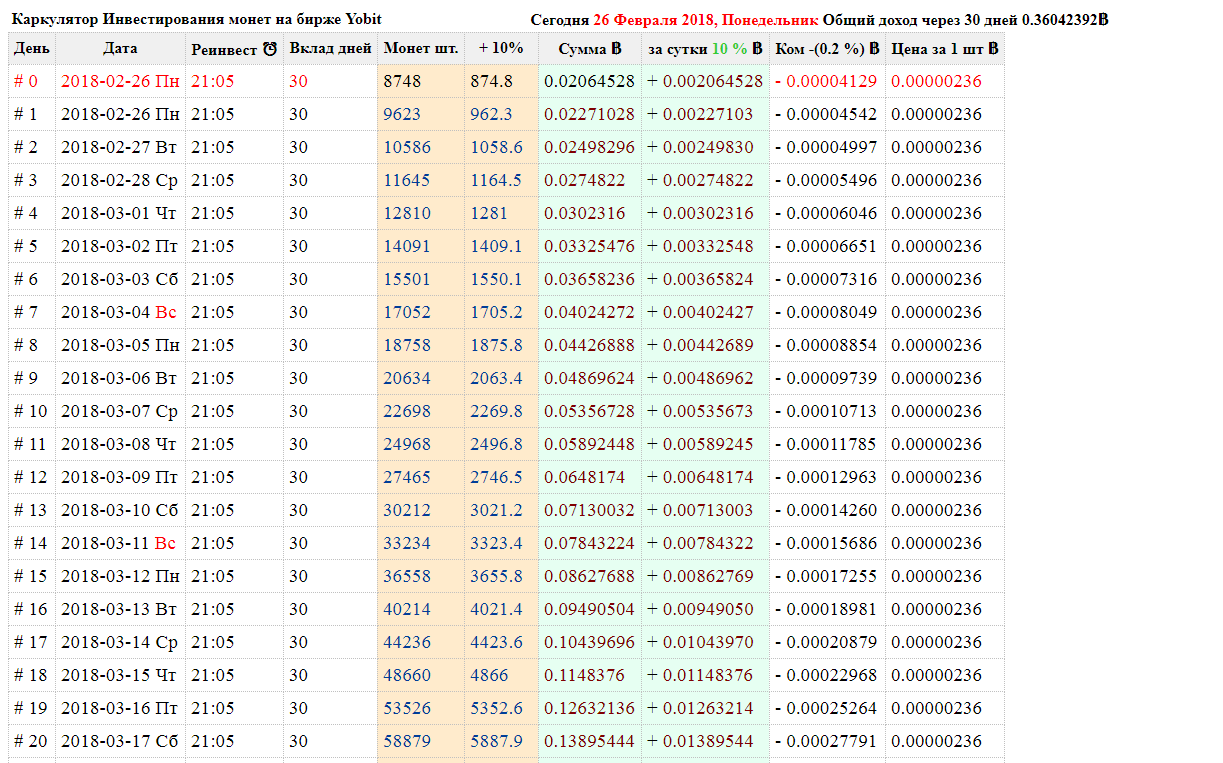 Каркулятор Инвестирования монет на бирже Yobit Сегодня 26 Февраля 2018, Понедельник Общий доход через 30 дней 0.36042392฿
День Дата Реинвест ⏰ Вклад дней Монет шт. + 10% Сумма ฿ за сутки 10 % ฿ Ком -(0.2 %) ฿ Цена за 1 шт ฿
# 0 2018-02-26 Пн 21:05 30 8748 874.8 0.02064528 + 0.002064528 - 0.00004129 0.00000236
# 1 2018-02-26 Пн 21:05 30 9623 962.3 0.02271028 + 0.00227103 - 0.00004542 0.00000236
# 2 2018-02-27 Вт 21:05 30 10586 1058.6 0.02498296 + 0.00249830 - 0.00004997 0.00000236
# 3 2018-02-28 Ср 21:05 30 11645 1164.5 0.0274822 + 0.00274822 - 0.00005496 0.00000236
# 4 2018-03-01 Чт 21:05 30 12810 1281 0.0302316 + 0.00302316 - 0.00006046 0.00000236
# 5 2018-03-02 Пт 21:05 30 14091 1409.1 0.03325476 + 0.00332548 - 0.00006651 0.00000236
# 6 2018-03-03 Сб 21:05 30 15501 1550.1 0.03658236 + 0.00365824 - 0.00007316 0.00000236
# 7 2018-03-04 Вс 21:05 30 17052 1705.2 0.04024272 + 0.00402427 - 0.00008049 0.00000236
# 8 2018-03-05 Пн 21:05 30 18758 1875.8 0.04426888 + 0.00442689 - 0.00008854 0.00000236
# 9 2018-03-06 Вт 21:05 30 20634 2063.4 0.04869624 + 0.00486962 - 0.00009739 0.00000236
# 10 2018-03-07 Ср 21:05 30 22698 2269.8 0.05356728 + 0.00535673 - 0.00010713 0.00000236
# 11 2018-03-08 Чт 21:05 30 24968 2496.8 0.05892448 + 0.00589245 - 0.00011785 0.00000236
# 12 2018-03-09 Пт 21:05 30 27465 2746.5 0.0648174 + 0.00648174 - 0.00012963 0.00000236
# 13 2018-03-10 Сб 21:05 30 30212 3021.2 0.07130032 + 0.00713003 - 0.00014260 0.00000236
# 14 2018-03-11 Вс 21:05 30 33234 3323.4 0.07843224 + 0.00784322 - 0.00015686 0.00000236
# 15 2018-03-12 Пн 21:05 30 36558 3655.8 0.08627688 + 0.00862769 - 0.00017255 0.00000236
# 16 2018-03-13 Вт 21:05 30 40214 4021.4 0.09490504 + 0.00949050 - 0.00018981 0.00000236
# 17 2018-03-14 Ср 21:05 30 44236 4423.6 0.10439696 + 0.01043970 - 0.00020879 0.00000236
# 18 2018-03-15 Чт 21:05 30 48660 4866 0.1148376 + 0.01148376 - 0.00022968 0.00000236
# 19 2018-03-16 Пт 21:05 30 53526 5352.6 0.12632136 + 0.01263214 - 0.00025264 0.00000236
# 20 2018-03-17 Сб 21:05 30 58879 5887.9 0.13895444 + 0.01389544 - 0.00027791 0.00000236